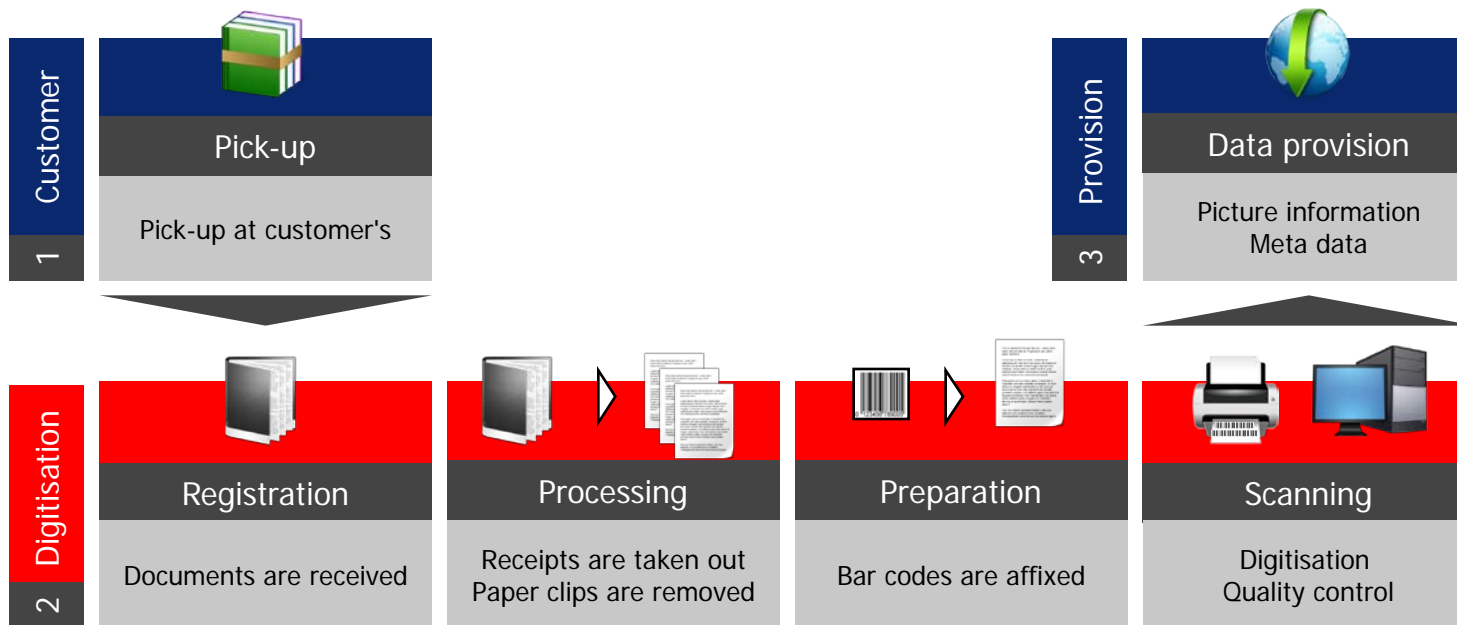 Customer
1
Pick-up
Pick-up at customer's
Provision
3
Data provision
Picture information
Meta data
Digitisation
2
Registration
Documents are received
Processing
Receipts are taken out
Paper clips are removed
Preparation
Bar codes are affixed
Scanning
Digitisation
Quality control